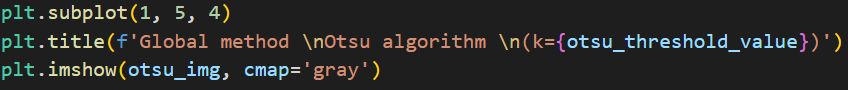 plt.subplot(1, 5, 4)
plt.title(f'Global method \nOtsu algorithm \n(k={otsu_threshold_value})')
plt.imshow(otsu_img, cmap='gray')